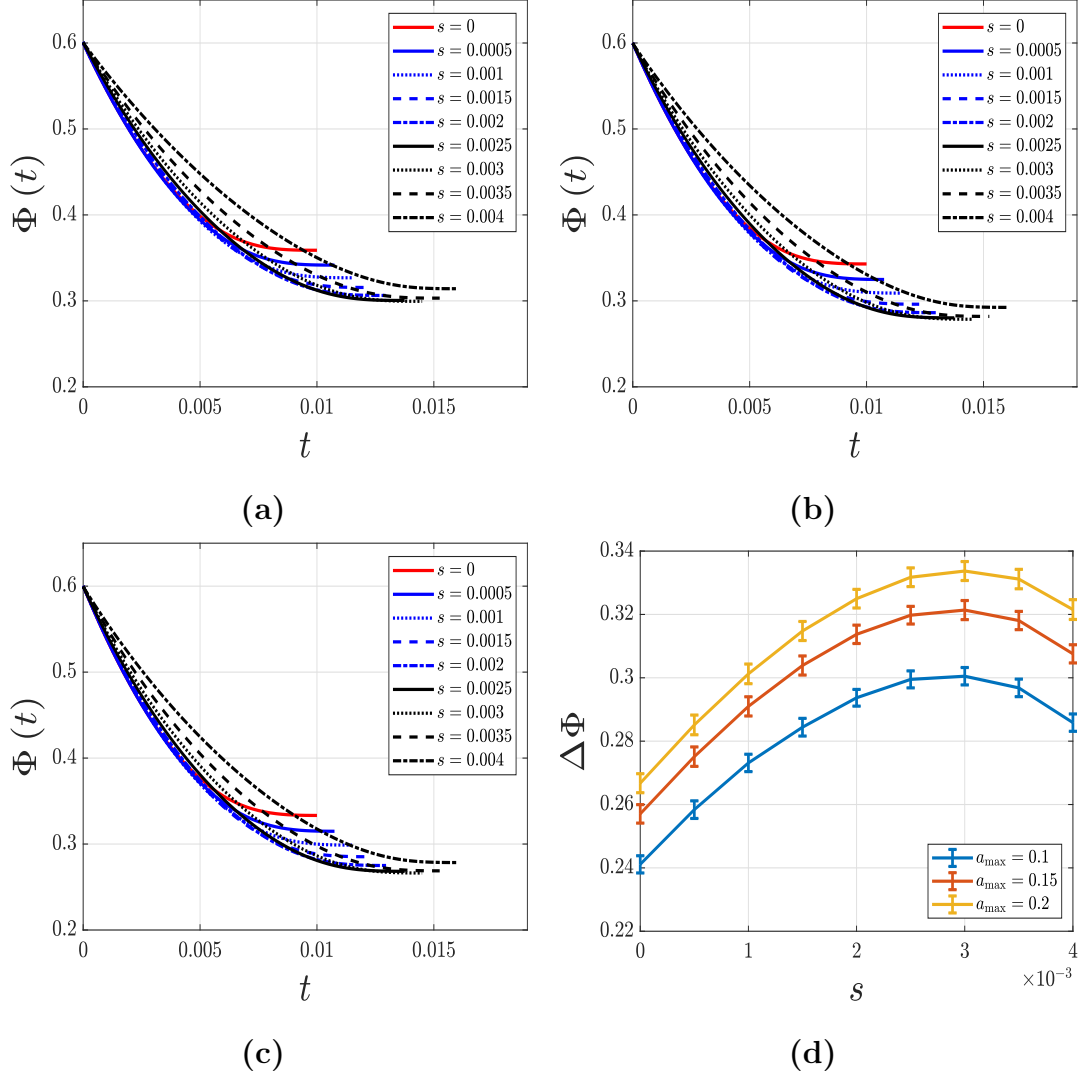 0.6
0.5
0.4
0.3
0.2
Φ (t)
0
0.005
0.01
0.015
t
s = 0
s = 0.0005
s = 0.001
s = 0.0015
s = 0.002
s = 0.0025
s = 0.003
s = 0.0035
s = 0.004
(a)
0.6
0.5
0.4
0.3
0.2
Φ (t)
0
0.005
0.01
0.015
t
s = 0
s = 0.0005
s = 0.001
s = 0.0015
s = 0.002
s = 0.0025
s = 0.003
s = 0.0035
s = 0.004
(b)
0.6
0.5
0.4
0.3
0.2
Φ (t)
0
0.005
0.01
0.015
t
s = 0
s = 0.0005
s = 0.001
s = 0.0015
s = 0.002
s = 0.0025
s = 0.003
s = 0.0035
s = 0.004
(c)
0.34
0.32
0.3
0.28
0.26
0.24
0.22
ΔΦ
0
1
2
3
4
×10⁻³
s
a_max = 0.1
a_max = 0.15
a_max = 0.2
(d)